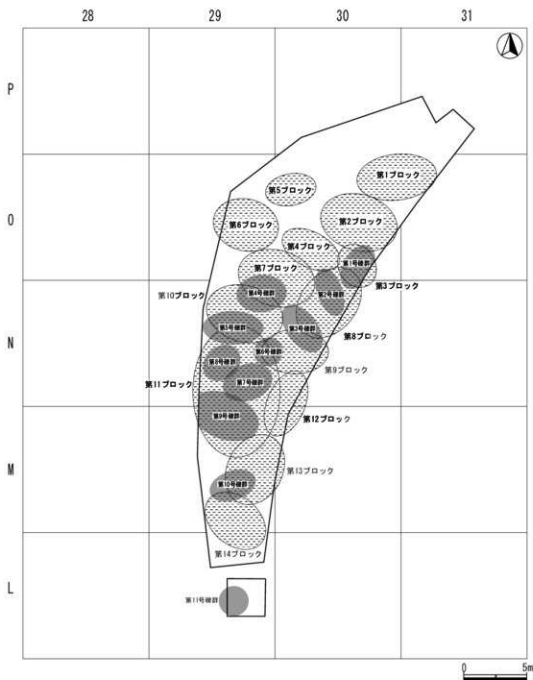 28 29 30 31
P
第1ブロック
第5ブロック
O
第2ブロック
第6ブロック
第4ブロック
第1号礫群
第7ブロック
第3ブロック
第10ブロック
第4号礫群
第2号礫群
第5号礫群
第3号礫群
第8ブロック
N
第6号礫群
第8号礫群
第9ブロック
第11ブロック
第7号礫群
第9号礫群
第12ブロック
M
第13ブロック
第10号礫群
第14ブロック
L
第11号礫群
0 5m